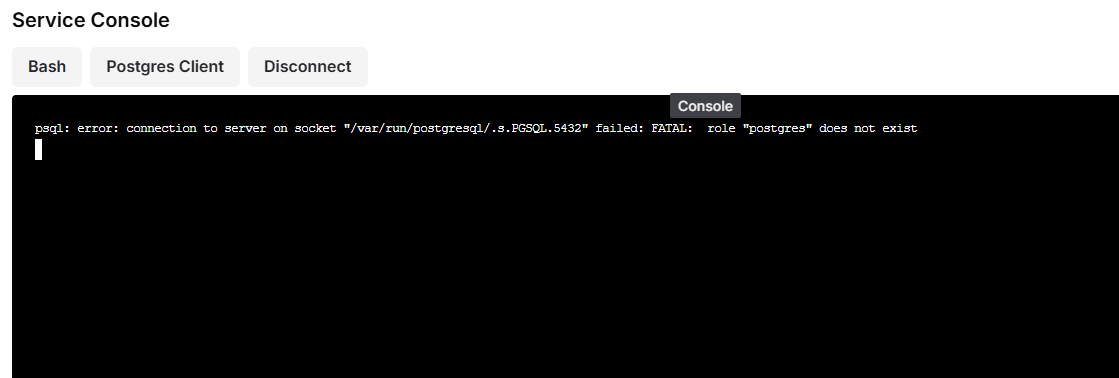 Service Console
Bash Postgres Client Disconnect
Console
psql: error: connection to server on socket "/var/run/postgresql/.s.PGSQL.5432" failed: FATAL:  role "postgres" does not exist